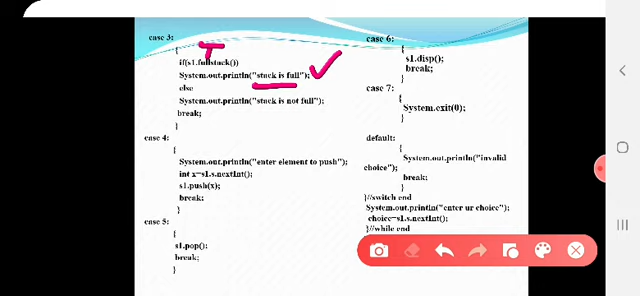 case 3:
{
if(s1.fullstack())
System.out.println("stack is full");
else
System.out.println("stack is not full");
break;
}
case 4:
{
System.out.println("enter element to push");
int x=s1.s.nextInt();
s1.push(x);
break;
}
case 5:
{
s1.pop();
break;
}
T
case 6:
{
s1.disp();
break;
}
case 7:
{
System.exit(0);
}
default:
{
System.out.println("invalid
choice");
break;
}
}//switch end
System.out.println("enter ur choice");
choice=s1.s.nextInt();
}//while end